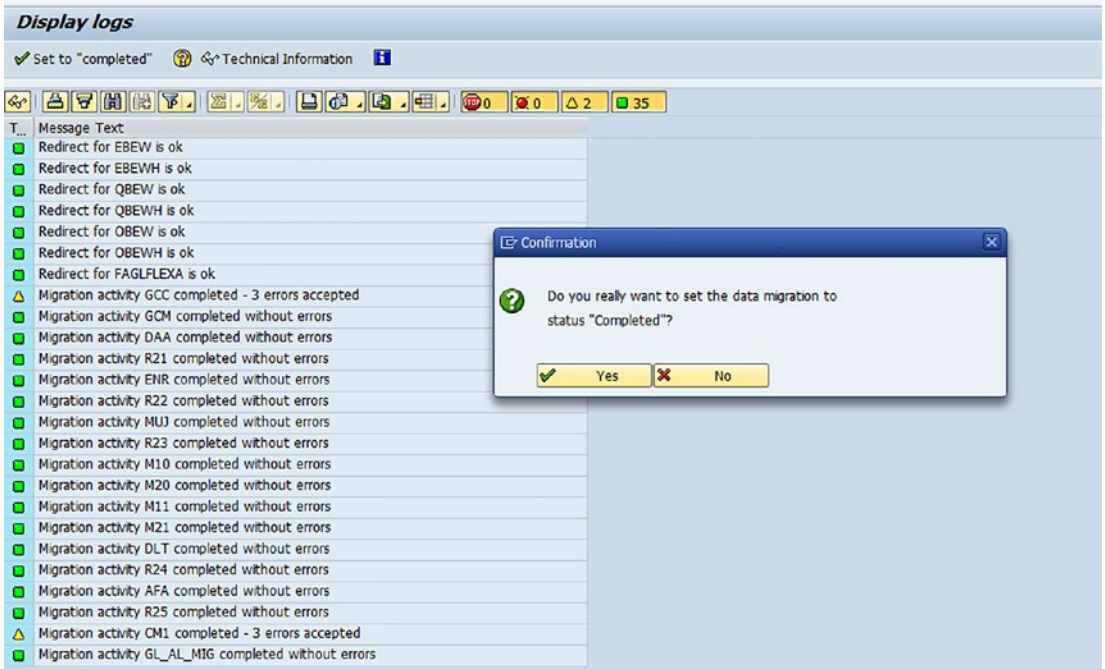 Display logs
Set to "completed" Technical Information
STOP 0 0 2 35
T... Message Text
Redirect for EBEW is ok
Redirect for EBEWH is ok
Redirect for QBEW is ok
Redirect for QBEWH is ok
Redirect for OBEW is ok
Redirect for OBEWH is ok
Redirect for FAGLFLEXA is ok
Migration activity GCC completed - 3 errors accepted
Migration activity GCM completed without errors
Migration activity DAA completed without errors
Migration activity R21 completed without errors
Migration activity ENR completed without errors
Migration activity R22 completed without errors
Migration activity MUJ completed without errors
Migration activity R23 completed without errors
Migration activity M10 completed without errors
Migration activity M20 completed without errors
Migration activity M11 completed without errors
Migration activity M21 completed without errors
Migration activity DLT completed without errors
Migration activity R24 completed without errors
Migration activity AFA completed without errors
Migration activity R25 completed without errors
Migration activity CM1 completed - 3 errors accepted
Migration activity GL_AL_MIG completed without errors
Confirmation
Do you really want to set the data migration to
status "Completed"?
Yes No